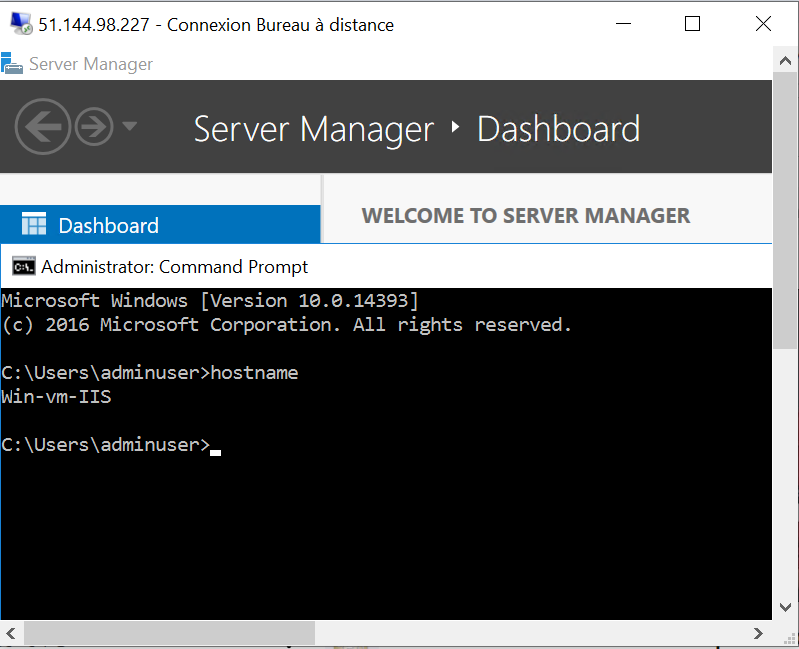 51.144.98.227 - Connexion Bureau à distance
Server Manager
Server Manager ‣ Dashboard
Dashboard
WELCOME TO SERVER MANAGER
Administrator: Command Prompt
Microsoft Windows [Version 10.0.14393]
(c) 2016 Microsoft Corporation. All rights reserved.
C:\Users\adminuser>hostname
Win-vm-IIS
C:\Users\adminuser>